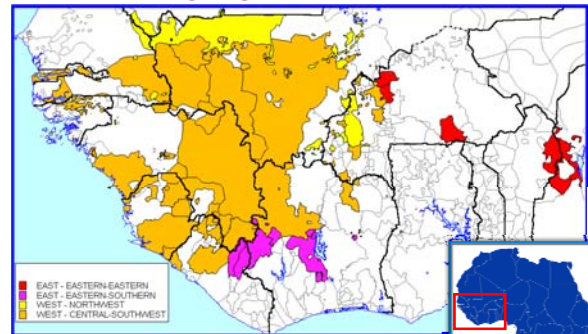 EAST - EASTERN-EASTERN
EAST - EASTERN-SOUTHERN
WEST - NORTHWEST
WEST - CENTRAL-SOUTHWEST